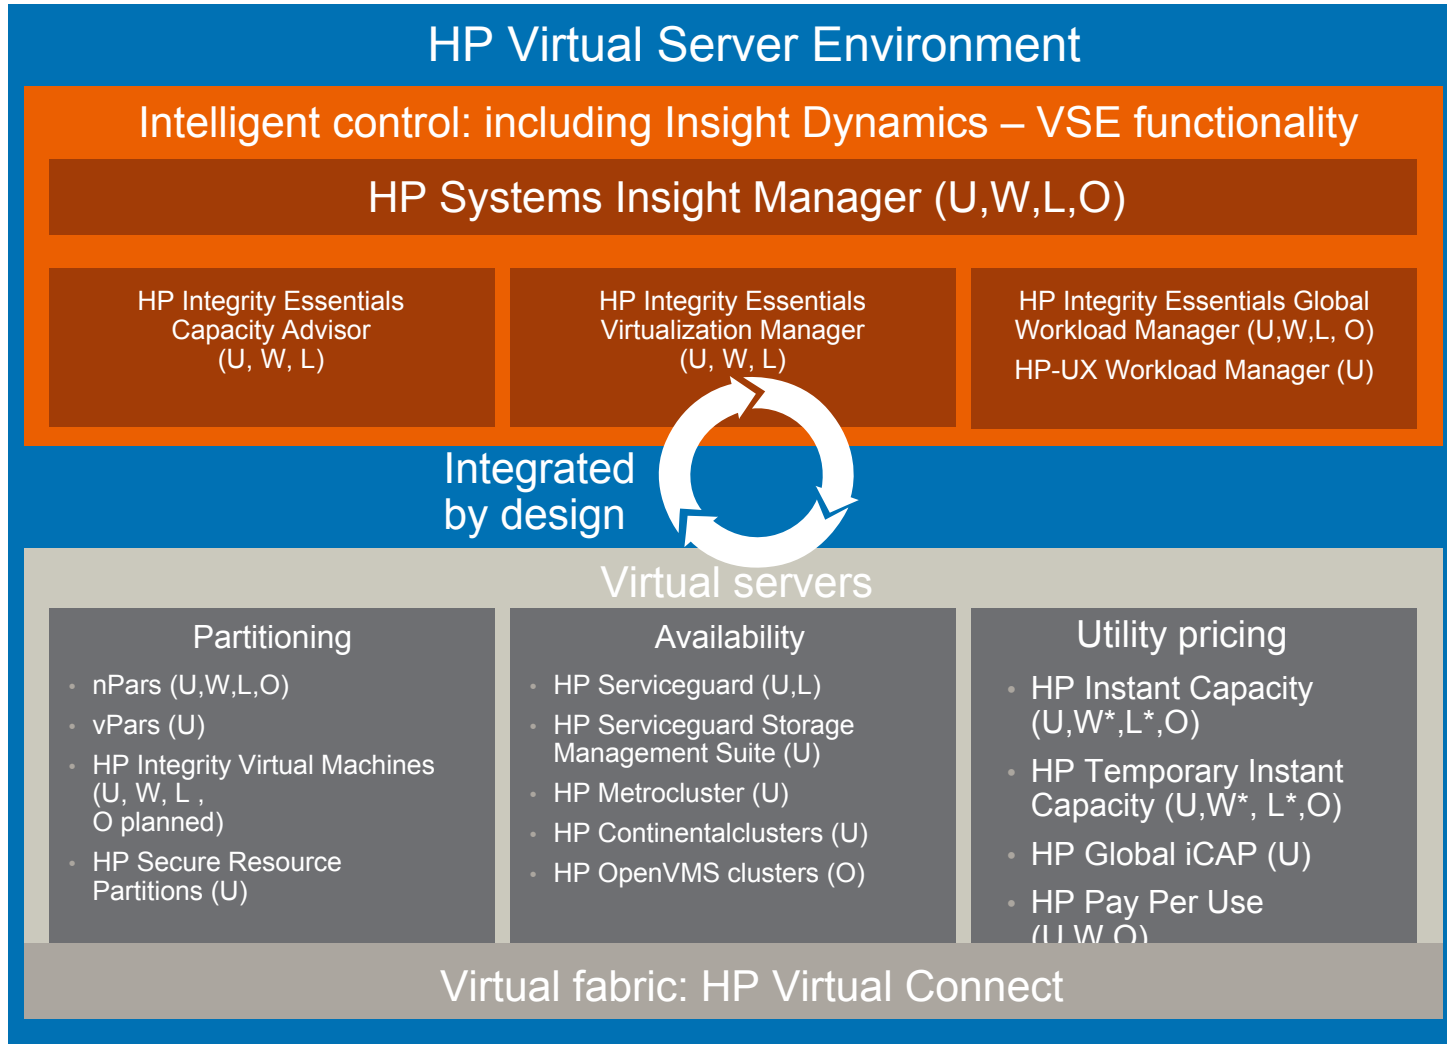 HP Virtual Server Environment
Intelligent control: including Insight Dynamics – VSE functionality
HP Systems Insight Manager (U,W,L,O)
HP Integrity Essentials
Capacity Advisor
(U, W, L)
HP Integrity Essentials
Virtualization Manager
(U, W, L)
HP Integrity Essentials Global
Workload Manager (U,W,L, O)
HP-UX Workload Manager (U)
Integrated
by design
Virtual servers
Partitioning
• nPars (U,W,L,O)
• vPars (U)
• HP Integrity Virtual Machines
(U, W, L ,
O planned)
• HP Secure Resource
Partitions (U)
Availability
• HP Serviceguard (U,L)
• HP Serviceguard Storage
Management Suite (U)
• HP Metrocluster (U)
• HP Continentalclusters (U)
• HP OpenVMS clusters (O)
Utility pricing
• HP Instant Capacity
(U,W*,L*,O)
• HP Temporary Instant
Capacity (U,W*, L*,O)
• HP Global iCAP (U)
• HP Pay Per Use
(U,W,O)
Virtual fabric: HP Virtual Connect